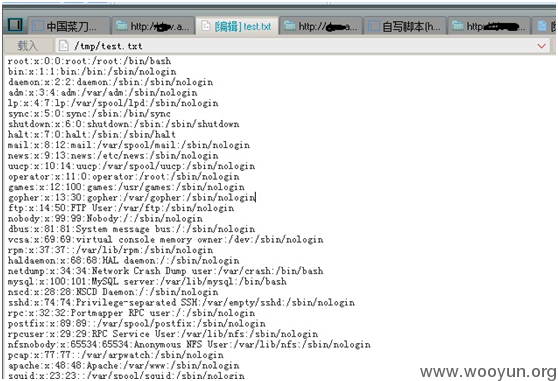 中国菜刀... http:// .a... [编辑] test.txt http:// .a... 自写脚本(h... http://
载入 /tmp/test.txt
root:x:0:0:root:/root:/bin/bash
bin:x:1:1:bin:/bin:/sbin/nologin
daemon:x:2:2:daemon:/sbin:/sbin/nologin
adm:x:3:4:adm:/var/adm:/sbin/nologin
lp:x:4:7:lp:/var/spool/lpd:/sbin/nologin
sync:x:5:0:sync:/sbin:/bin/sync
shutdown:x:6:0:shutdown:/sbin:/sbin/shutdown
halt:x:7:0:halt:/sbin:/sbin/halt
mail:x:8:12:mail:/var/spool/mail:/sbin/nologin
news:x:9:13:news:/etc/news:/sbin/nologin
uucp:x:10:14:uucp:/var/spool/uucp:/sbin/nologin
operator:x:11:0:operator:/root:/sbin/nologin
games:x:12:100:games:/usr/games:/sbin/nologin
gopher:x:13:30:gopher:/var/gopher:/sbin/nologin
ftp:x:14:50:FTP User:/var/ftp:/sbin/nologin
nobody:x:99:99:Nobody:/:/sbin/nologin
dbus:x:81:81:System message bus:/:/sbin/nologin
vcsa:x:69:69:virtual console memory owner:/dev:/sbin/nologin
rpm:x:37:37::/var/lib/rpm:/sbin/nologin
haldaemon:x:68:68:HAL daemon:/:/sbin/nologin
netdump:x:34:34:Network Crash Dump user:/var/crash:/bin/bash
mysql:x:100:101:MySQL server:/var/lib/mysql:/bin/bash
nscd:x:28:28:NSCD Daemon:/:/sbin/nologin
sshd:x:74:74:Privilege-separated SSH:/var/empty/sshd:/sbin/nologin
rpc:x:32:32:Portmapper RPC user:/:/sbin/nologin
postfix:x:89:89::/var/spool/postfix:/sbin/nologin
rpcuser:x:29:29:RPC Service User:/var/lib/nfs:/sbin/nologin
nfsnobody:x:65534:65534:Anonymous NFS User:/var/lib/nfs:/sbin/nologin
pcap:x:77:77::/var/arpwatch:/sbin/nologin
apache:x:48:48:Apache:/var/www:/sbin/nologin
squid:x:23:23::/var/spool/squid:/sbin/nologin
www.wooyun.org